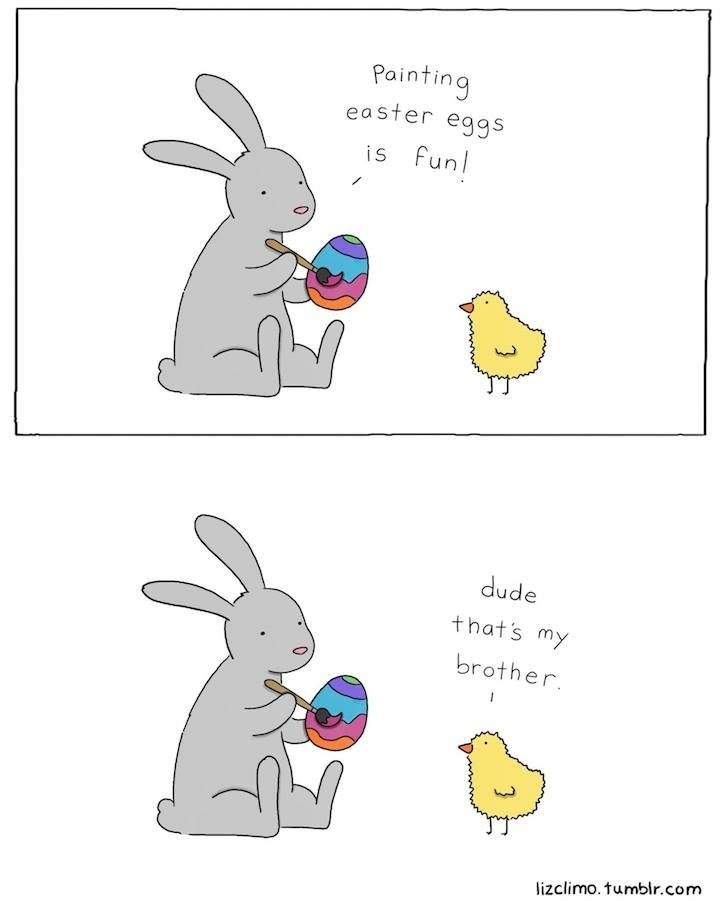 Painting
easter eggs
is fun!
dude
that's my
brother.
lizclimo.tumblr.com